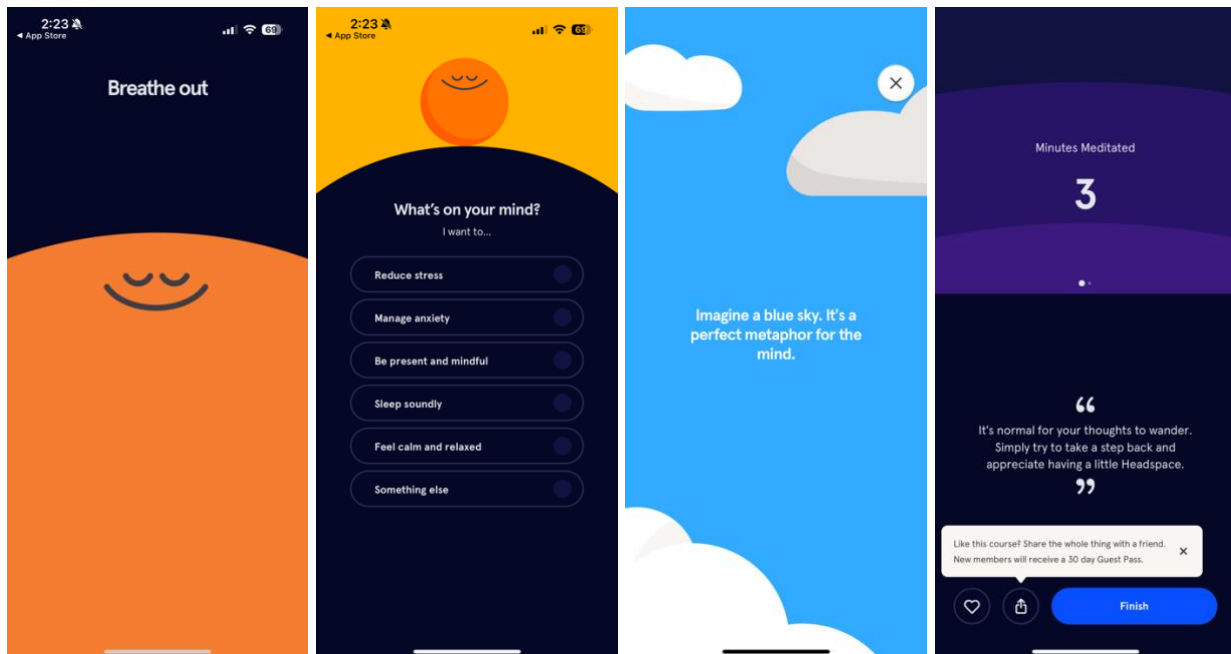 2:23
◀ App Store
69
Breathe out
2:23
◀ App Store
69
What's on your mind?
I want to...
Reduce stress
Manage anxiety
Be present and mindful
Sleep soundly
Feel calm and relaxed
Something else
Imagine a blue sky. It's a
perfect metaphor for the
mind.
Minutes Meditated
3
“
It's normal for your thoughts to wander.
Simply try to take a step back and
appreciate having a little Headspace.
”
Like this course? Share the whole thing with a friend.
New members will receive a 30 day Guest Pass.
Finish